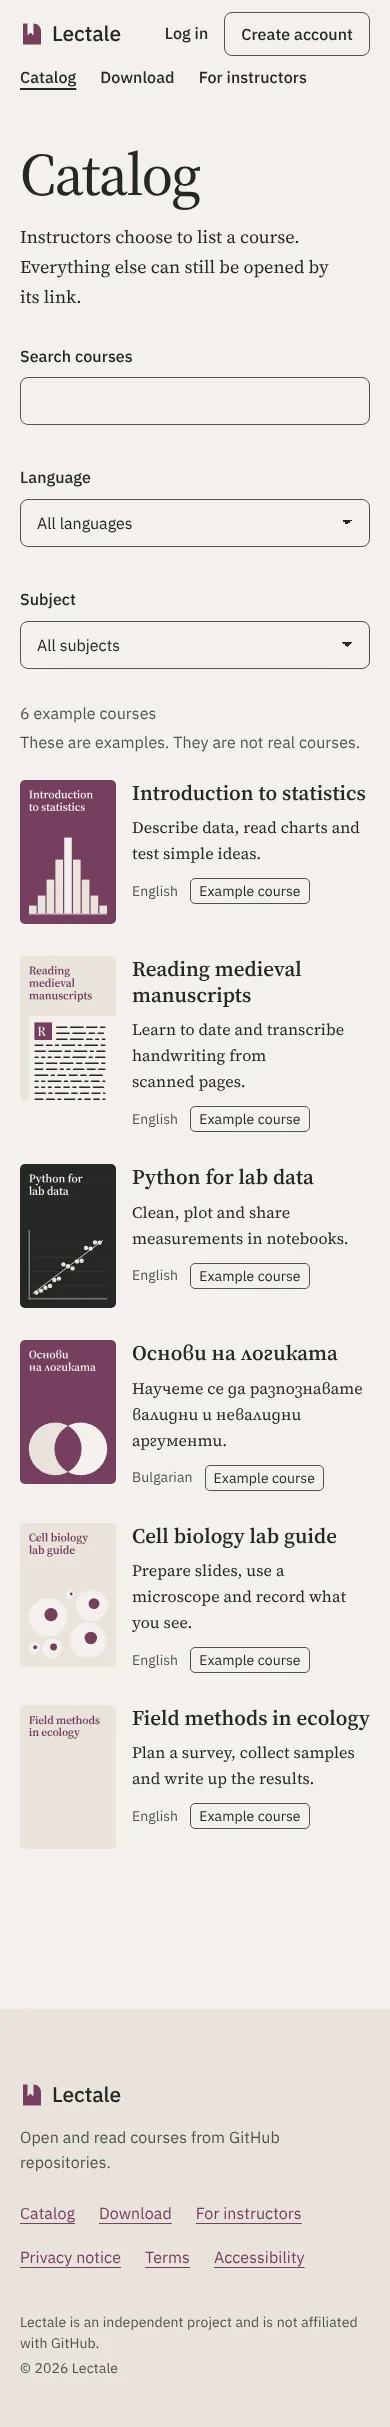 Lectale
Log in
Create account
Catalog
Download
For instructors
Catalog
Instructors choose to list a course.
Everything else can still be opened by
its link.
Search courses
Language
All languages
Subject
All subjects
6 example courses
These are examples. They are not real courses.
Introduction
to statistics
Introduction to statistics
Describe data, read charts and
test simple ideas.
English
Example course
Reading
medieval
manuscripts
R
Reading medieval
manuscripts
Learn to date and transcribe
handwriting from
scanned pages.
English
Example course
Python for
lab data
Python for lab data
Clean, plot and share
measurements in notebooks.
English
Example course
Основи
на логиката
Основи на логиката
Научете се да разпознавате
валидни и невалидни
аргументи.
Bulgarian
Example course
Cell biology
lab guide
Cell biology lab guide
Prepare slides, use a
microscope and record what
you see.
English
Example course
Field methods
in ecology
Field methods in ecology
Plan a survey, collect samples
and write up the results.
English
Example course
Lectale
Open and read courses from GitHub
repositories.
Catalog
Download
For instructors
Privacy notice
Terms
Accessibility
Lectale is an independent project and is not affiliated
with GitHub.
© 2026 Lectale